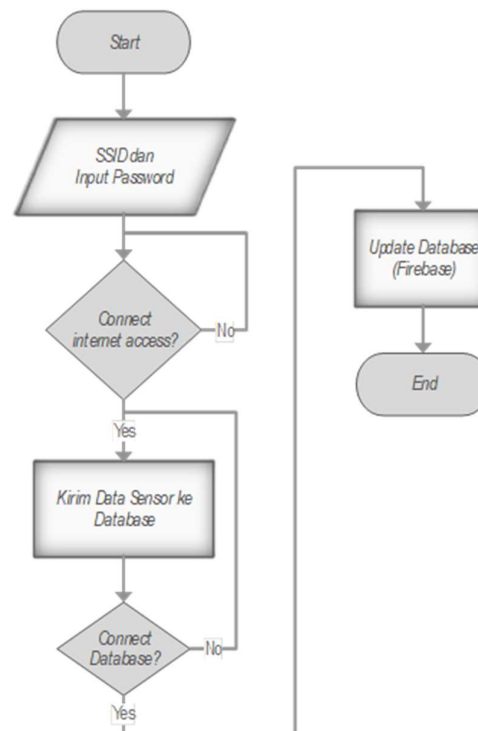 Start
SSID dan
Input Password
Connect
internet access?
No
Yes
Kirim Data Sensor ke
Database
Connect
Database?
No
Yes
Update Database
(Firebase)
End